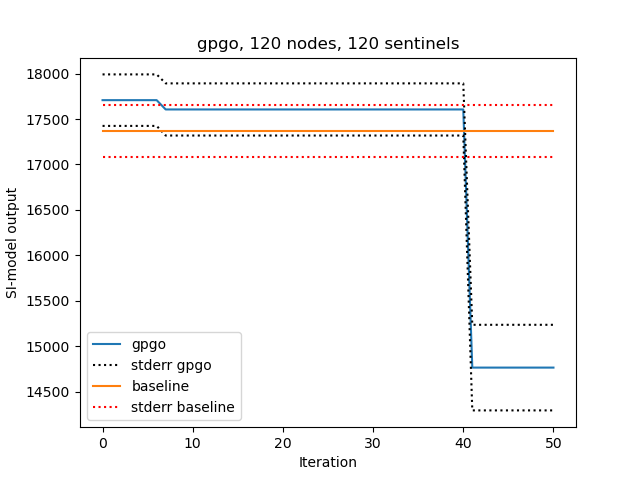 gpgo, 120 nodes, 120 sentinels
18000
17500
17000
16500
16000
15500
15000
14500
SI-model output
gpgo
stderr gpgo
baseline
stderr baseline
0 10 20 30 40 50
Iteration